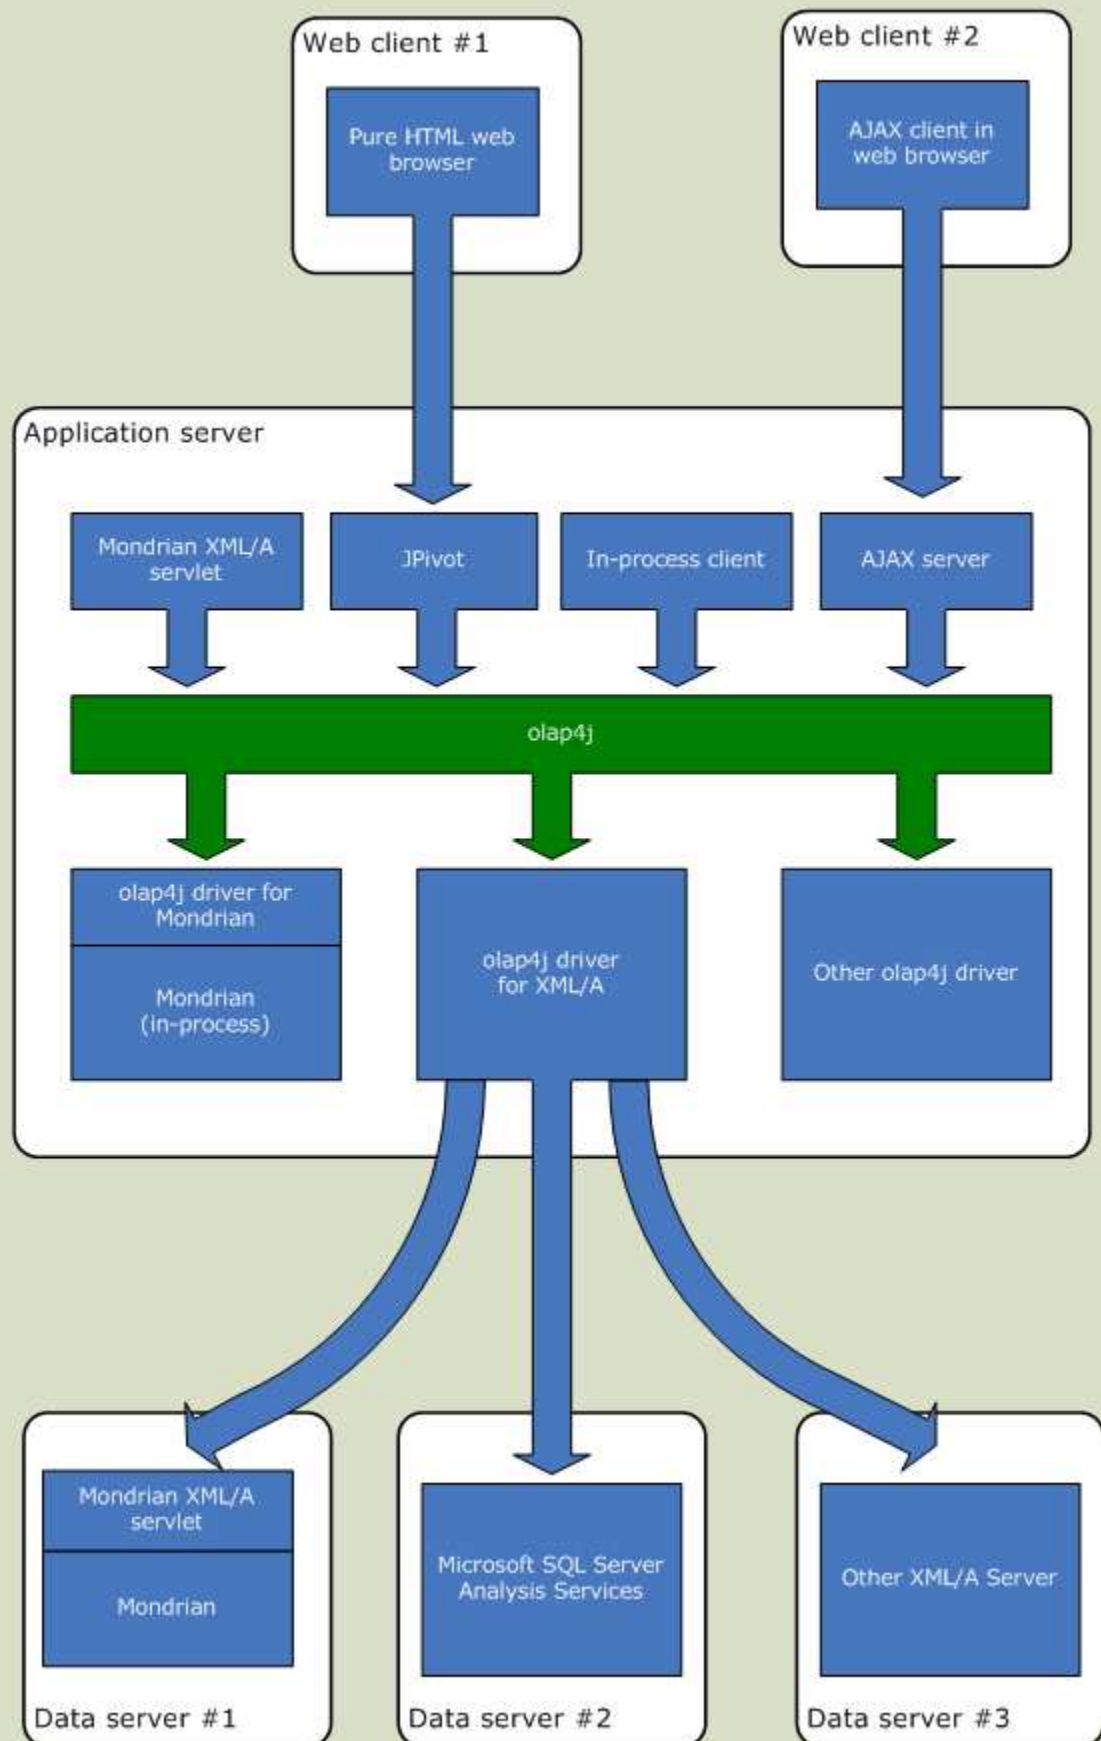 Web client #1
Pure HTML web
browser
Web client #2
AJAX client in
web browser
Application server
Mondrian XML/A
servlet
JPivot
In-process client
AJAX server
olap4j
olap4j driver for
Mondrian
Mondrian
(in-process)
olap4j driver
for XML/A
Other olap4j driver
Mondrian XML/A
servlet
Mondrian
Data server #1
Microsoft SQL Server
Analysis Services
Data server #2
Other XML/A Server
Data server #3